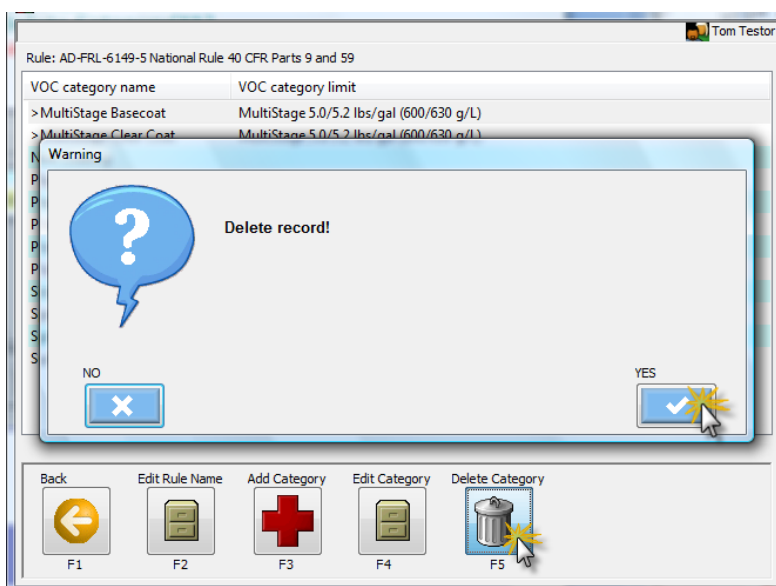 Tom Testor
Rule: AD-FRL-6149-5 National Rule 40 CFR Parts 9 and 59
VOC category name VOC category limit
>MultiStage Basecoat MultiStage 5.0/5.2 lbs/gal (600/630 g/L)
>MultiStage Clear Coat MultiStage 5.0/5.2 lbs/gal (600/630 g/L)
Warning
N
P
P
P
P
P
S
S
S
S
?
Delete record!
NO YES
Back Edit Rule Name Add Category Edit Category Delete Category
F1 F2 F3 F4 F5